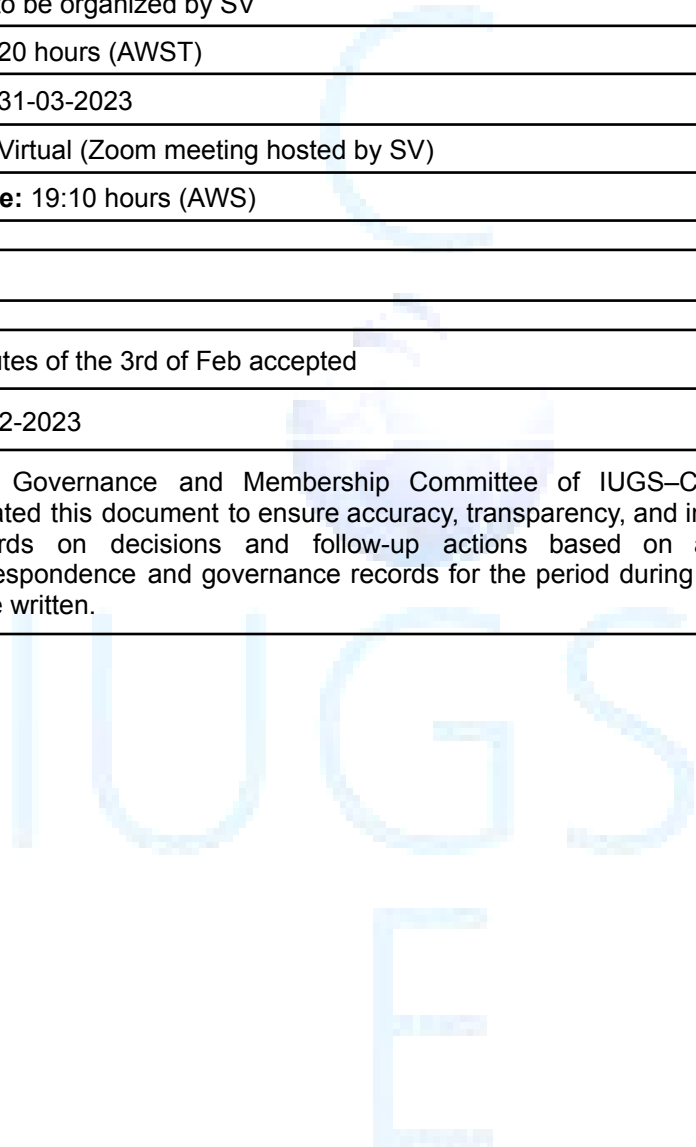 to be organized by SV
20 hours (AWST)
31-03-2023
Virtual (Zoom meeting hosted by SV)
e: 19:10 hours (AWS)
utes of the 3rd of Feb accepted
2-2023
Governance and Membership Committee of IUGS–C
ated this document to ensure accuracy, transparency, and in
rds on decisions and follow-up actions based on a
espondence and governance records for the period during
e written.
C
IUGS
E